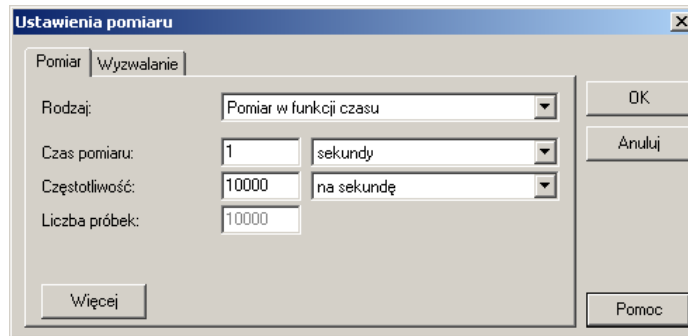 Ustawienia pomiaru
Pomiar Wyzwalanie
Rodzaj: Pomiar w funkcji czasu
Czas pomiaru: 1 sekundy
Częstotliwość: 10000 na sekundę
Liczba próbek: 10000
Więcej
OK
Anuluj
Pomoc